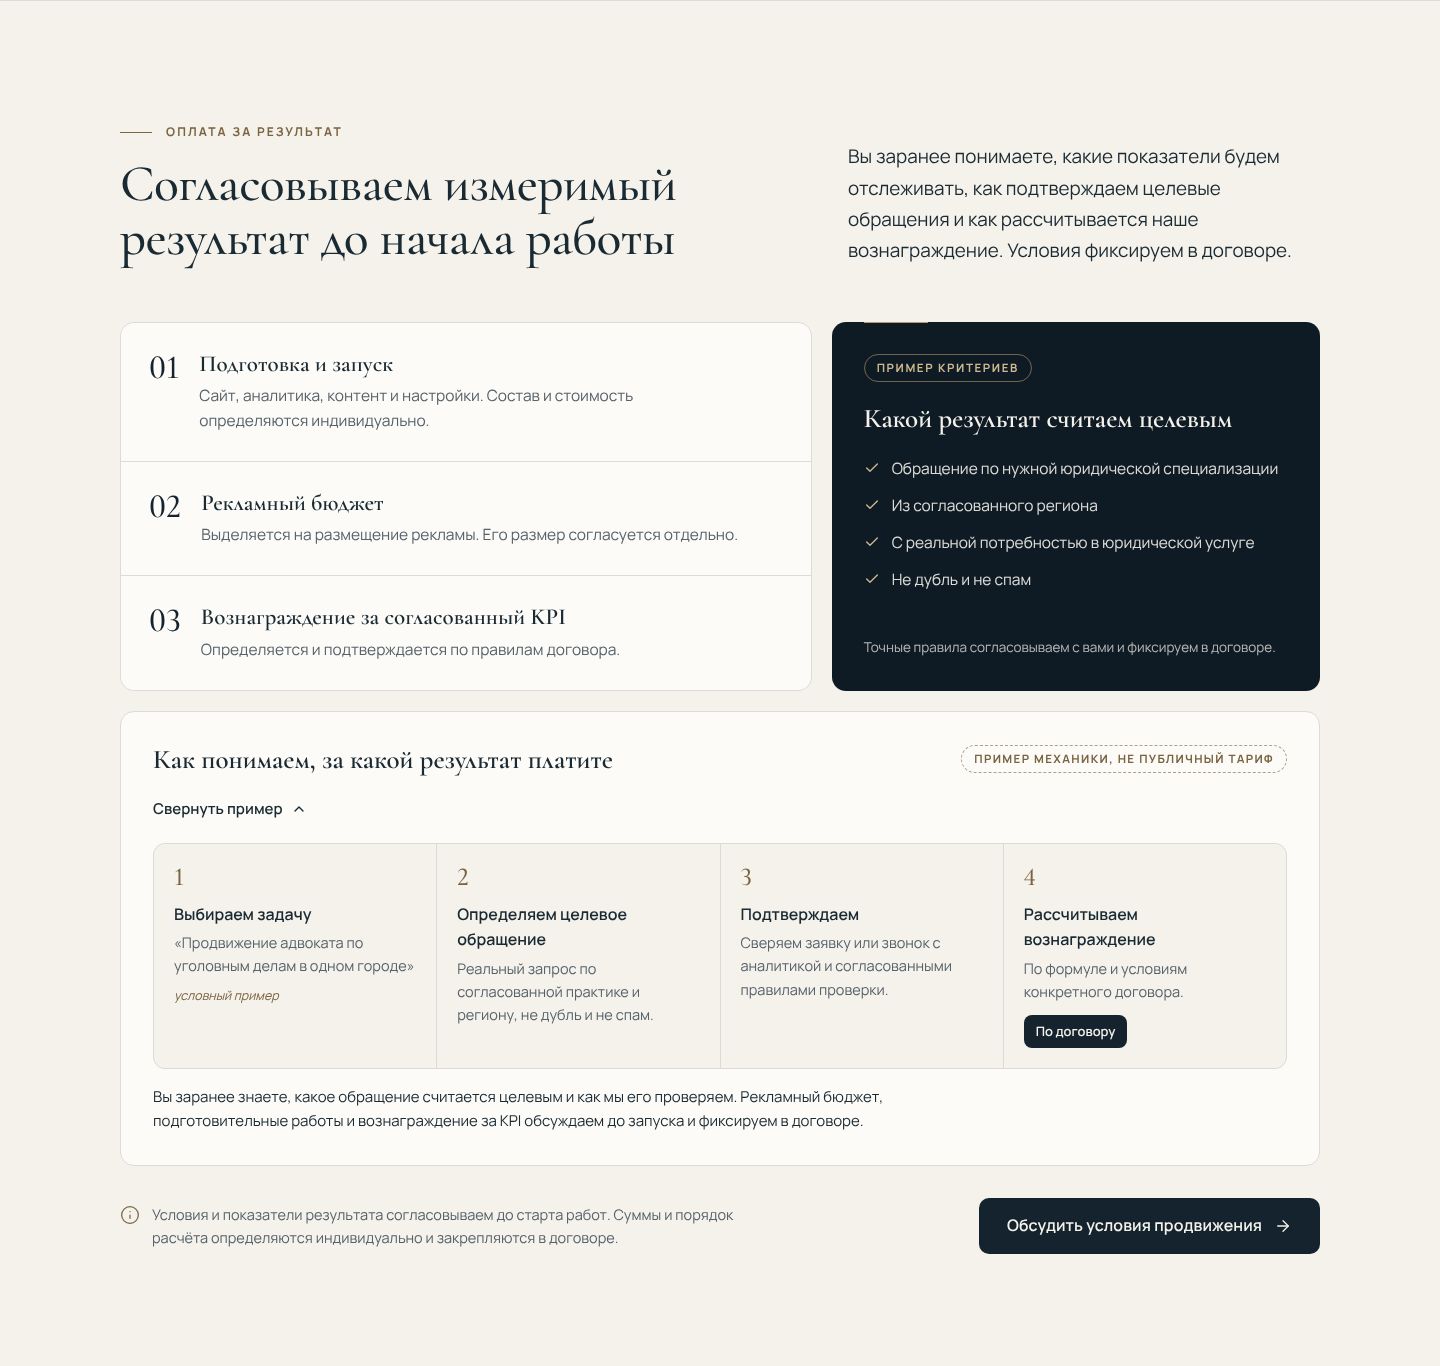 ОПЛАТА ЗА РЕЗУЛЬТАТ
Согласовываем измеримый
результат до начала работы
Вы заранее понимаете, какие показатели будем
отслеживать, как подтверждаем целевые
обращения и как рассчитывается наше
вознаграждение. Условия фиксируем в договоре.
01
Подготовка и запуск
Сайт, аналитика, контент и настройки. Состав и стоимость
определяются индивидуально.
02
Рекламный бюджет
Выделяется на размещение рекламы. Его размер согласуется отдельно.
03
Вознаграждение за согласованный KPI
Определяется и подтверждается по правилам договора.
ПРИМЕР КРИТЕРИЕВ
Какой результат считаем целевым
Обращение по нужной юридической специализации
Из согласованного региона
С реальной потребностью в юридической услуге
Не дубль и не спам
Точные правила согласовываем с вами и фиксируем в договоре.
Как понимаем, за какой результат платите
ПРИМЕР МЕХАНИКИ, НЕ ПУБЛИЧНЫЙ ТАРИФ
Свернуть пример
1
Выбираем задачу
«Продвижение адвоката по
уголовным делам в одном городе»
условный пример
2
Определяем целевое
обращение
Реальный запрос по
согласованной практике и
региону, не дубль и не спам.
3
Подтверждаем
Сверяем заявку или звонок с
аналитикой и согласованными
правилами проверки.
4
Рассчитываем
вознаграждение
По формуле и условиям
конкретного договора.
По договору
Вы заранее знаете, какое обращение считается целевым и как мы его проверяем. Рекламный бюджет,
подготовительные работы и вознаграждение за KPI обсуждаем до запуска и фиксируем в договоре.
Условия и показатели результата согласовываем до старта работ. Суммы и порядок
расчёта определяются индивидуально и закрепляются в договоре.
Обсудить условия продвижения